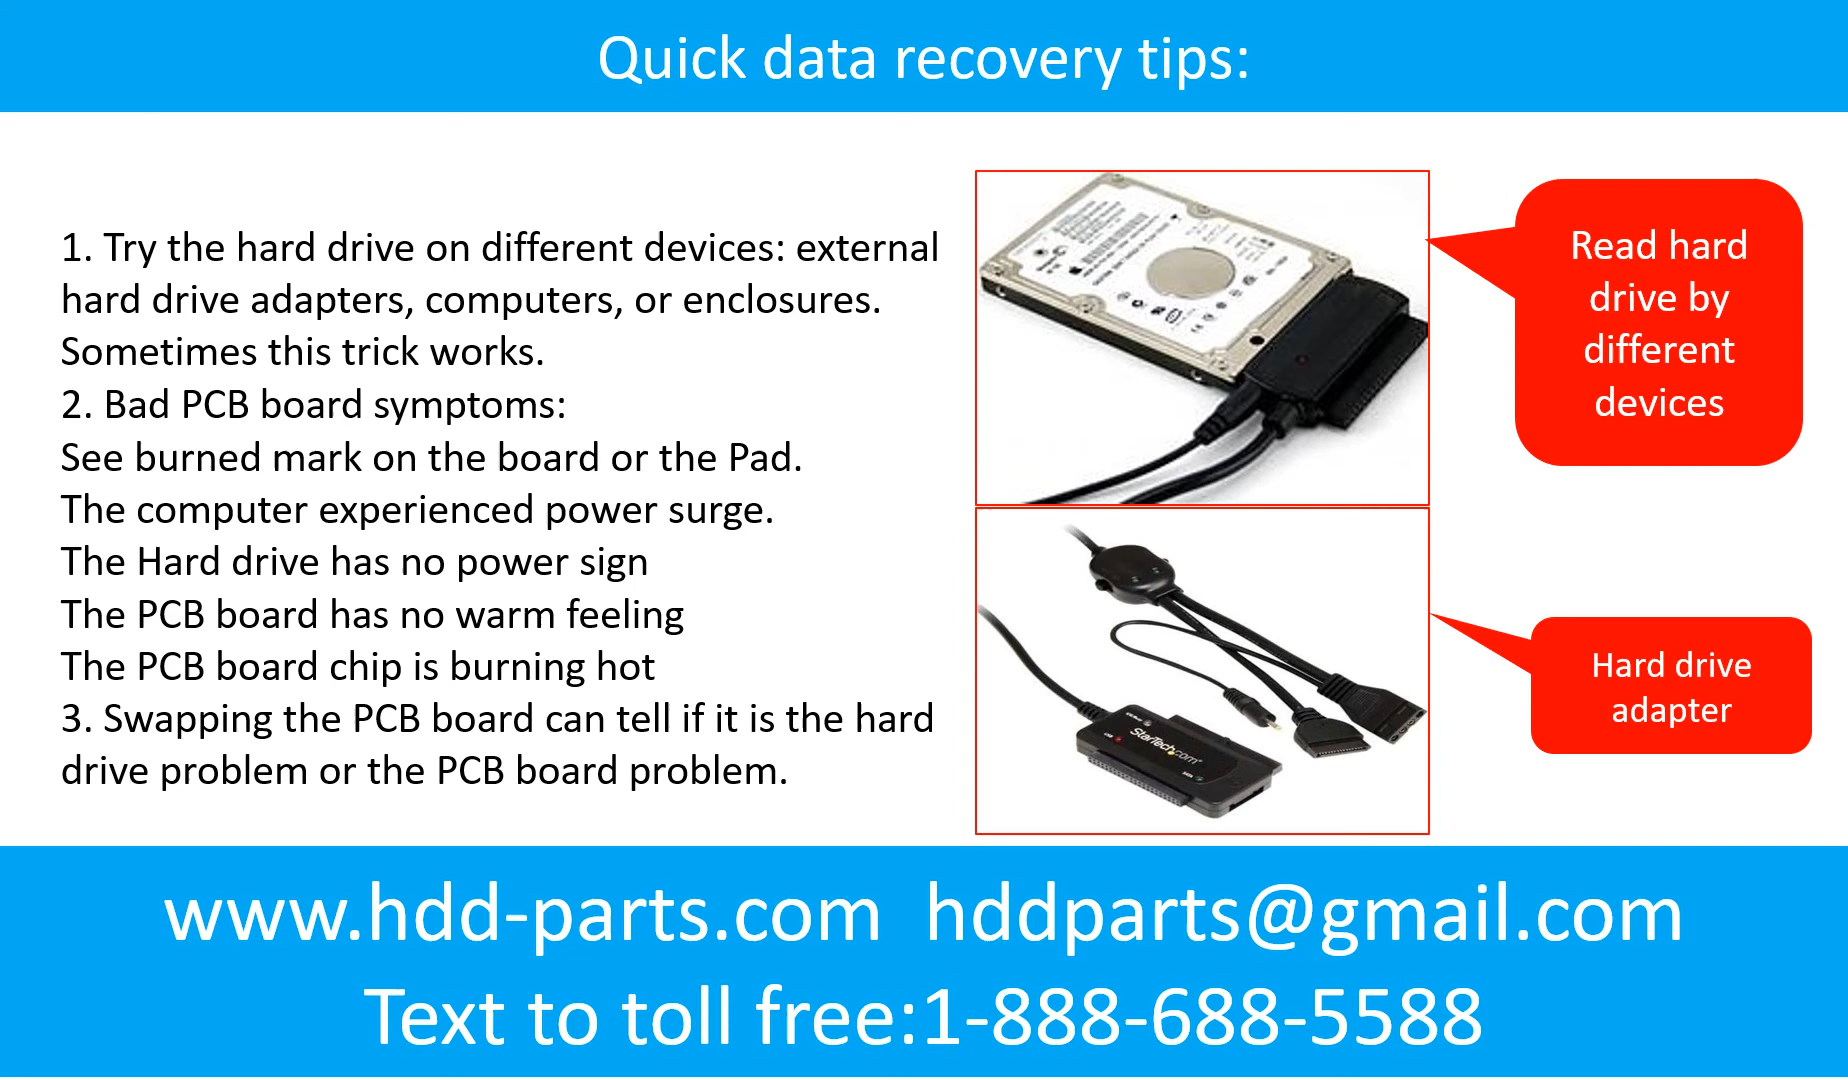 Quick data recovery tips:
1. Try the hard drive on different devices: external
hard drive adapters, computers, or enclosures.
Sometimes this trick works.
2. Bad PCB board symptoms:
See burned mark on the board or the Pad.
The computer experienced power surge.
The Hard drive has no power sign
The PCB board has no warm feeling
The PCB board chip is burning hot
3. Swapping the PCB board can tell if it is the hard
drive problem or the PCB board problem.
Read hard
drive by
different
devices
StarTech.com
Hard drive
adapter
www.hdd-parts.com hddparts@gmail.com
Text to toll free:1-888-688-5588